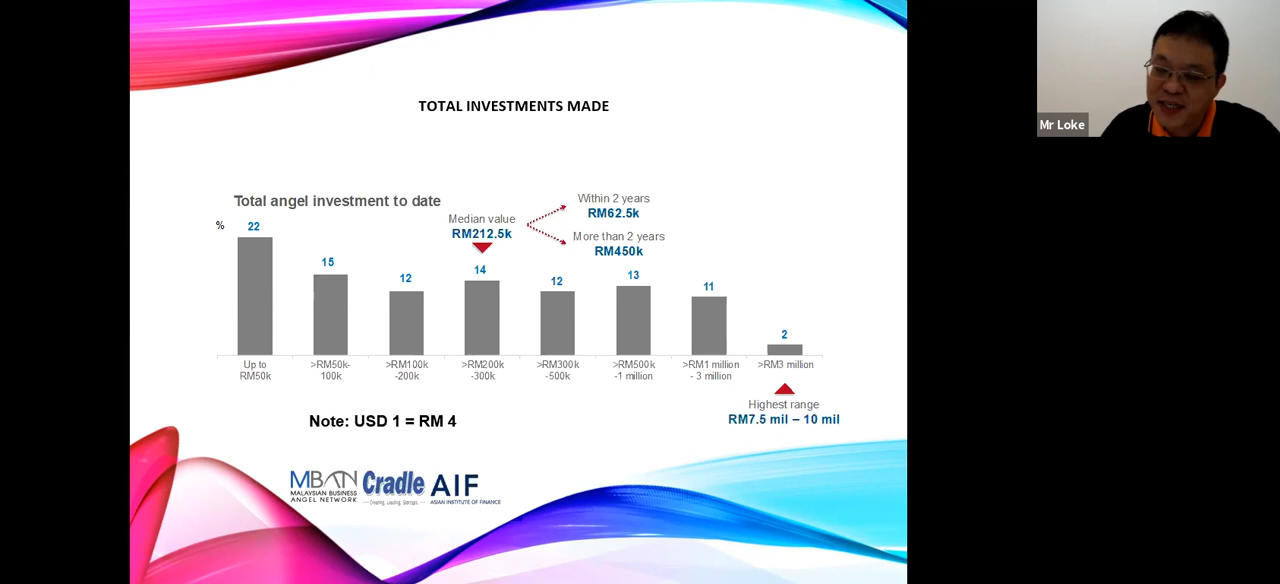 TOTAL INVESTMENTS MADE
Mr Loke
Total angel investment to date
%
Median value
RM212.5k
Within 2 years
RM62.5k
More than 2 years
RM450k
22
15
12
14
12
13
11
2
Up to
RM50k
>RM50k-
100k
>RM100k
-200k
>RM200k
-300k
>RM300k
-500k
>RM500k
-1 million
>RM1 million
- 3 million
>RM3 million
Highest range
RM7.5 mil – 10 mil
Note: USD 1 = RM 4
MBAN
MALAYSIAN BUSINESS
ANGEL NETWORK
Cradle
Creating. Leading. Startups.
AIF
ASIAN INSTITUTE OF FINANCE